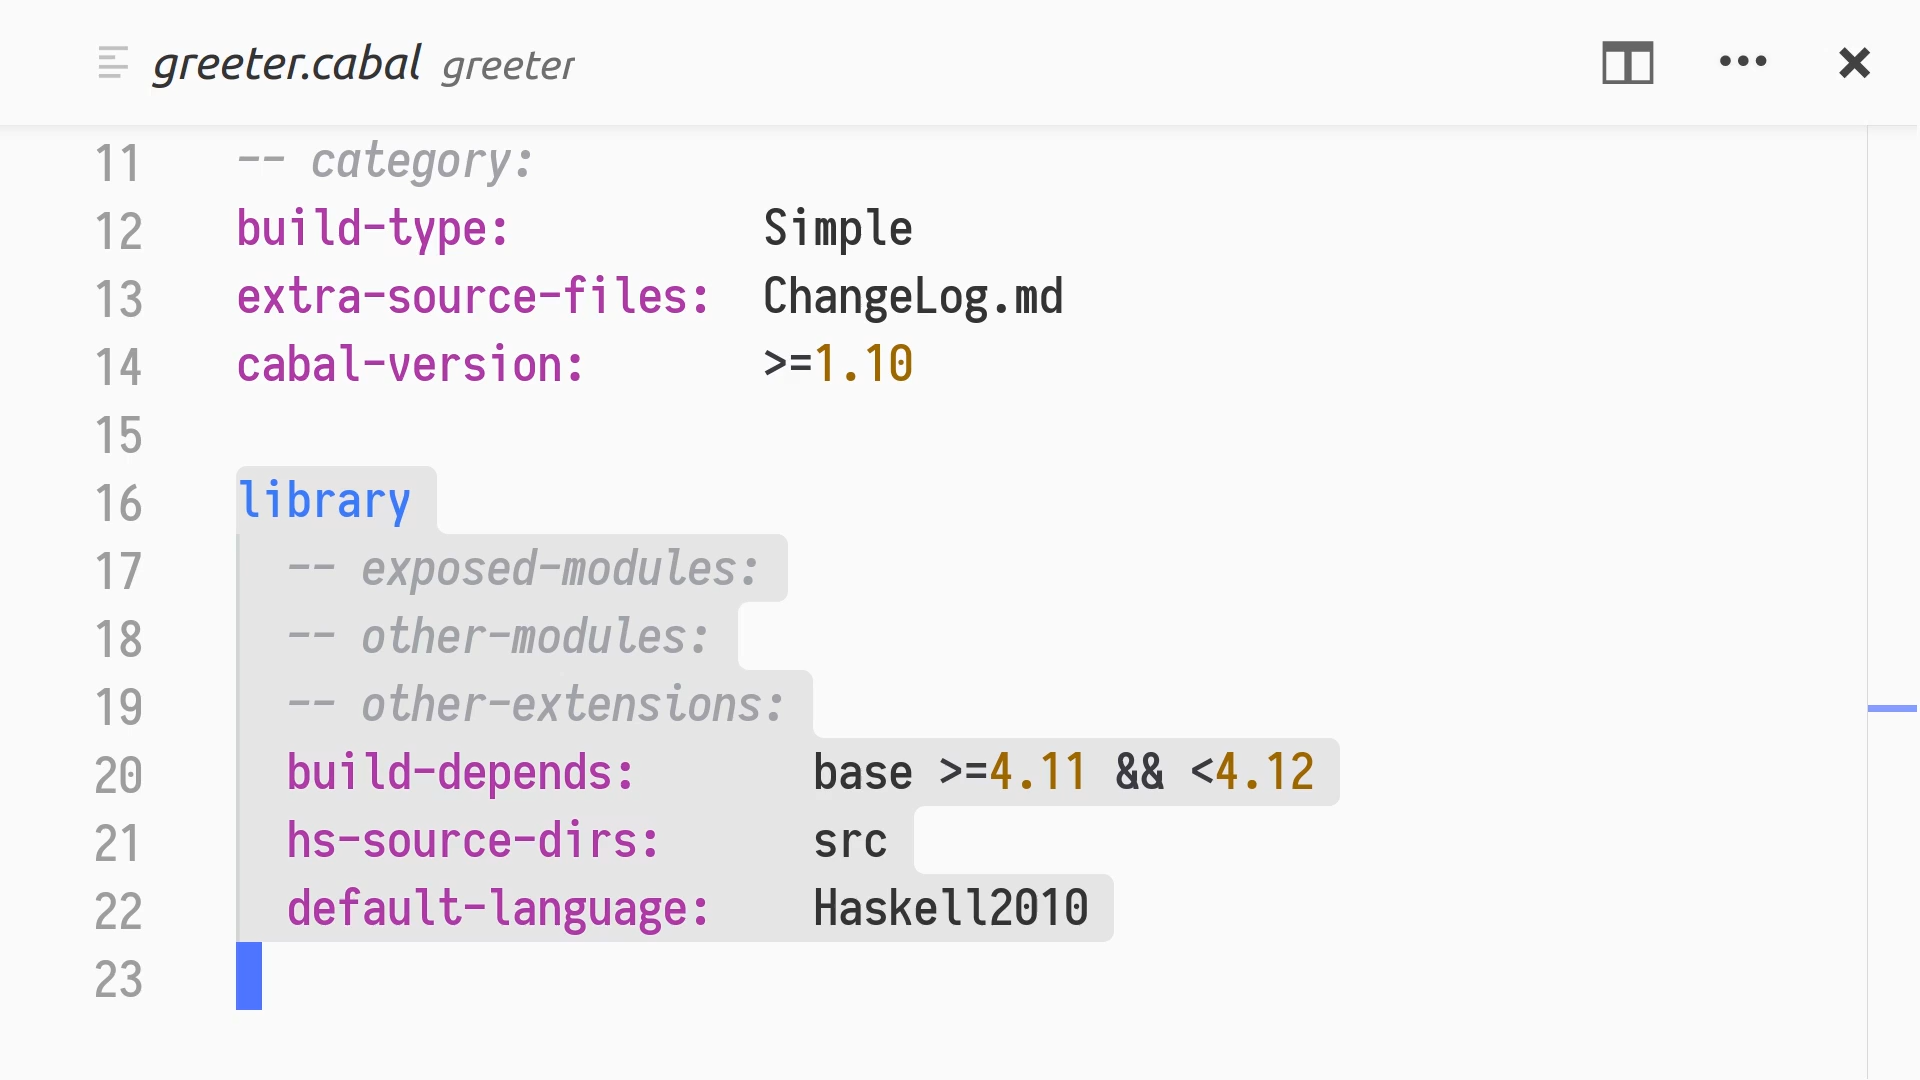 greeter.cabal greeter
11 -- category:
12 build-type: Simple
13 extra-source-files: ChangeLog.md
14 cabal-version: >=1.10
15
16 library
17 -- exposed-modules:
18 -- other-modules:
19 -- other-extensions:
20 build-depends: base >=4.11 && <4.12
21 hs-source-dirs: src
22 default-language: Haskell2010
23